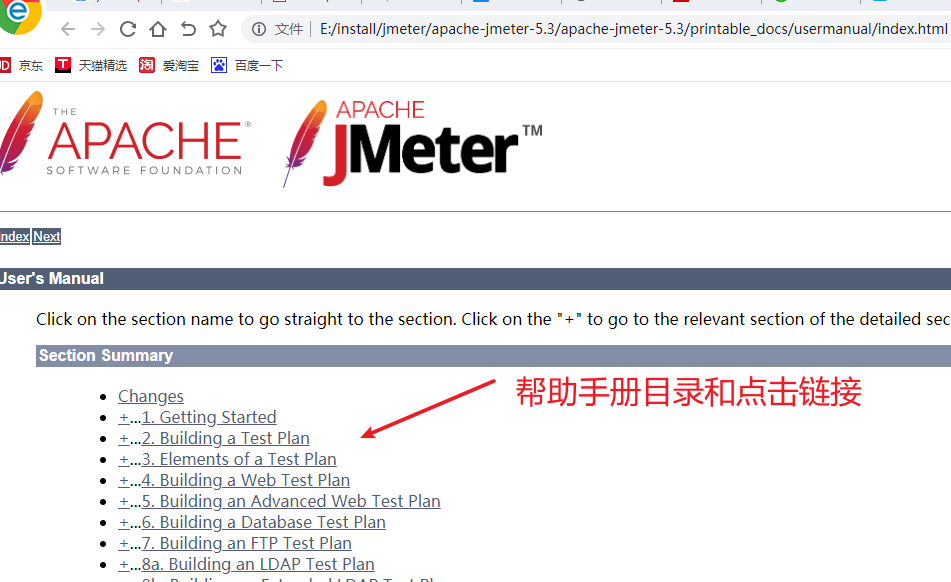 文件 E:/install/jmeter/apache-jmeter-5.3/apache-jmeter-5.3/printable_docs/usermanual/index.html
JD 京东 T 天猫精选 淘 爱淘宝 百度一下
THE
APACHE®
SOFTWARE FOUNDATION
APACHE
JMeter™
Index Next
User's Manual
Click on the section name to go straight to the section. Click on the "+" to go to the relevant section of the detailed sec
Section Summary
Changes
帮助手册目录和点击链接
+...1. Getting Started
+...2. Building a Test Plan
+...3. Elements of a Test Plan
+...4. Building a Web Test Plan
+...5. Building an Advanced Web Test Plan
+...6. Building a Database Test Plan
+...7. Building an FTP Test Plan
+...8a. Building an LDAP Test Plan